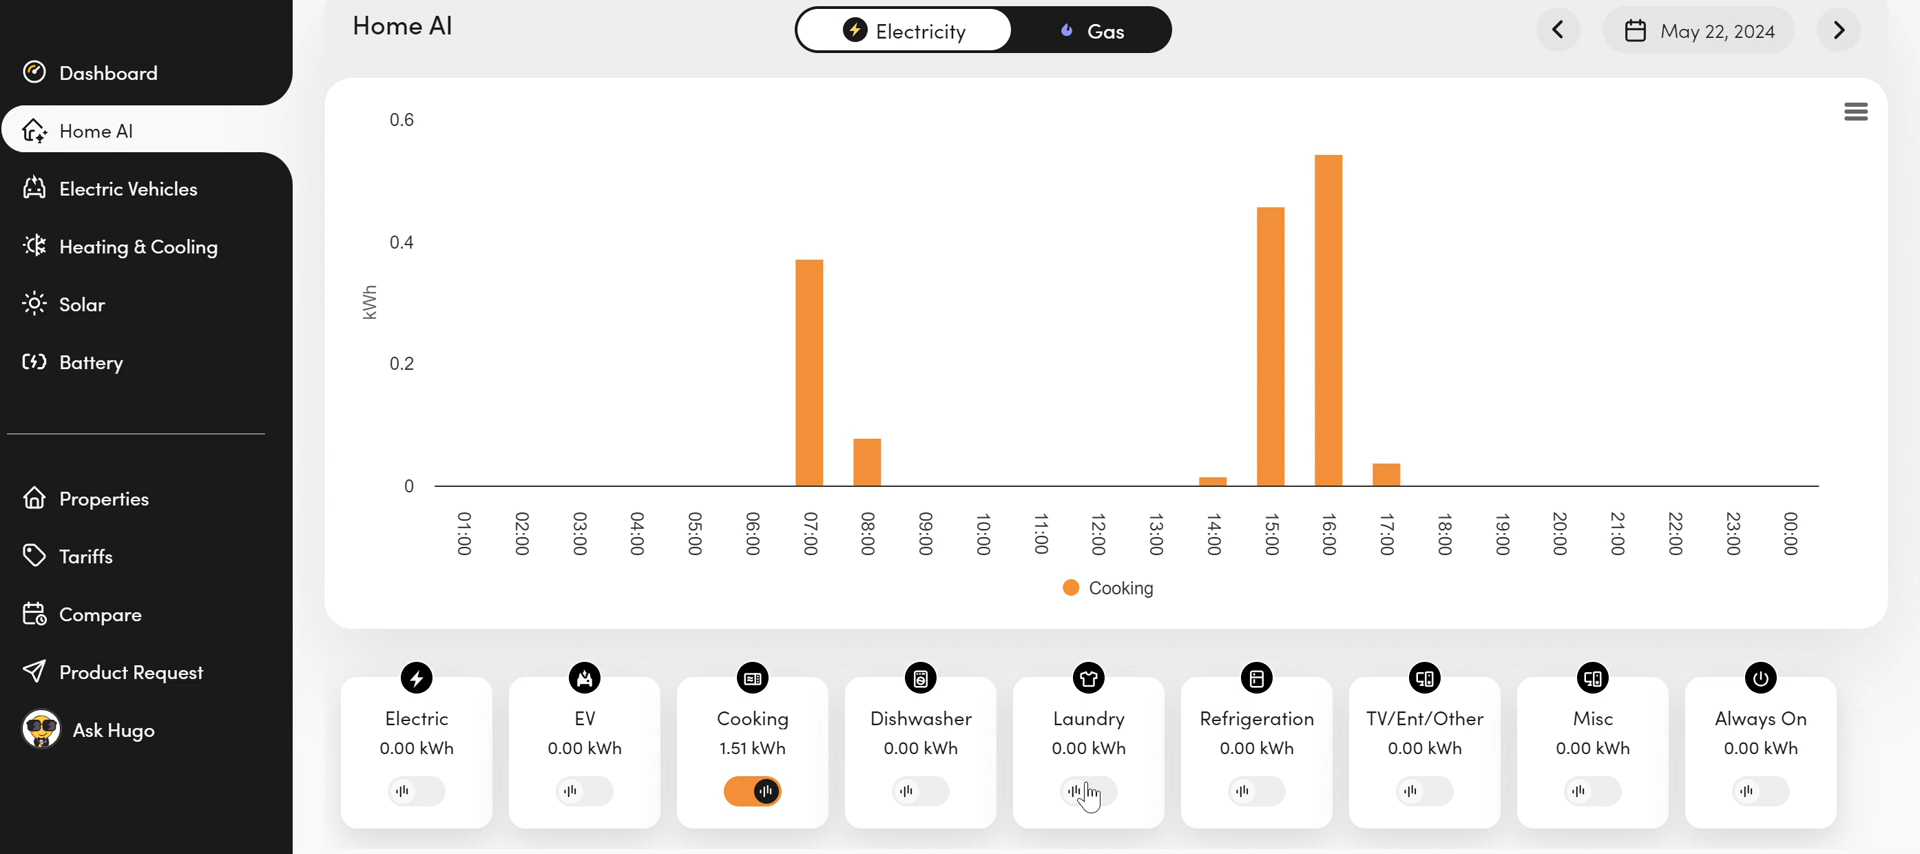 Dashboard
Home AI
Electric Vehicles
Heating & Cooling
Solar
Battery
Properties
Tariffs
Compare
Product Request
Ask Hugo
Home AI
Electricity
Gas
May 22, 2024
0.6
0.4
0.2
0
kWh
01:00
02:00
03:00
04:00
05:00
06:00
07:00
08:00
09:00
10:00
11:00
12:00
13:00
14:00
15:00
16:00
17:00
18:00
19:00
20:00
21:00
22:00
23:00
00:00
Cooking
Electric
0.00 kWh
EV
0.00 kWh
Cooking
1.51 kWh
Dishwasher
0.00 kWh
Laundry
0.00 kWh
Refrigeration
0.00 kWh
TV/Ent/Other
0.00 kWh
Misc
0.00 kWh
Always On
0.00 kWh